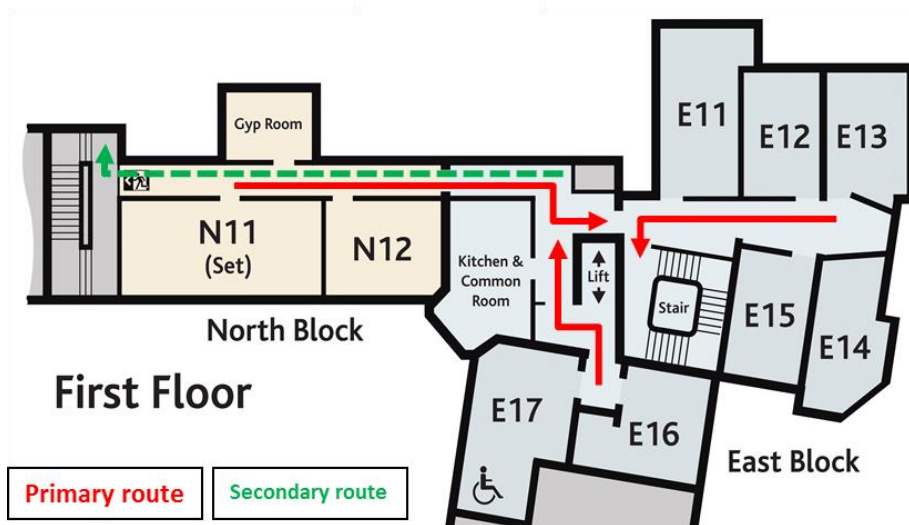 Gyp Room
E11
E12
E13
N11
(Set)
N12
Kitchen &
Common
Room
Lift
Stair
E15
E14
North Block
First Floor
E17
E16
East Block
Primary route
Secondary route